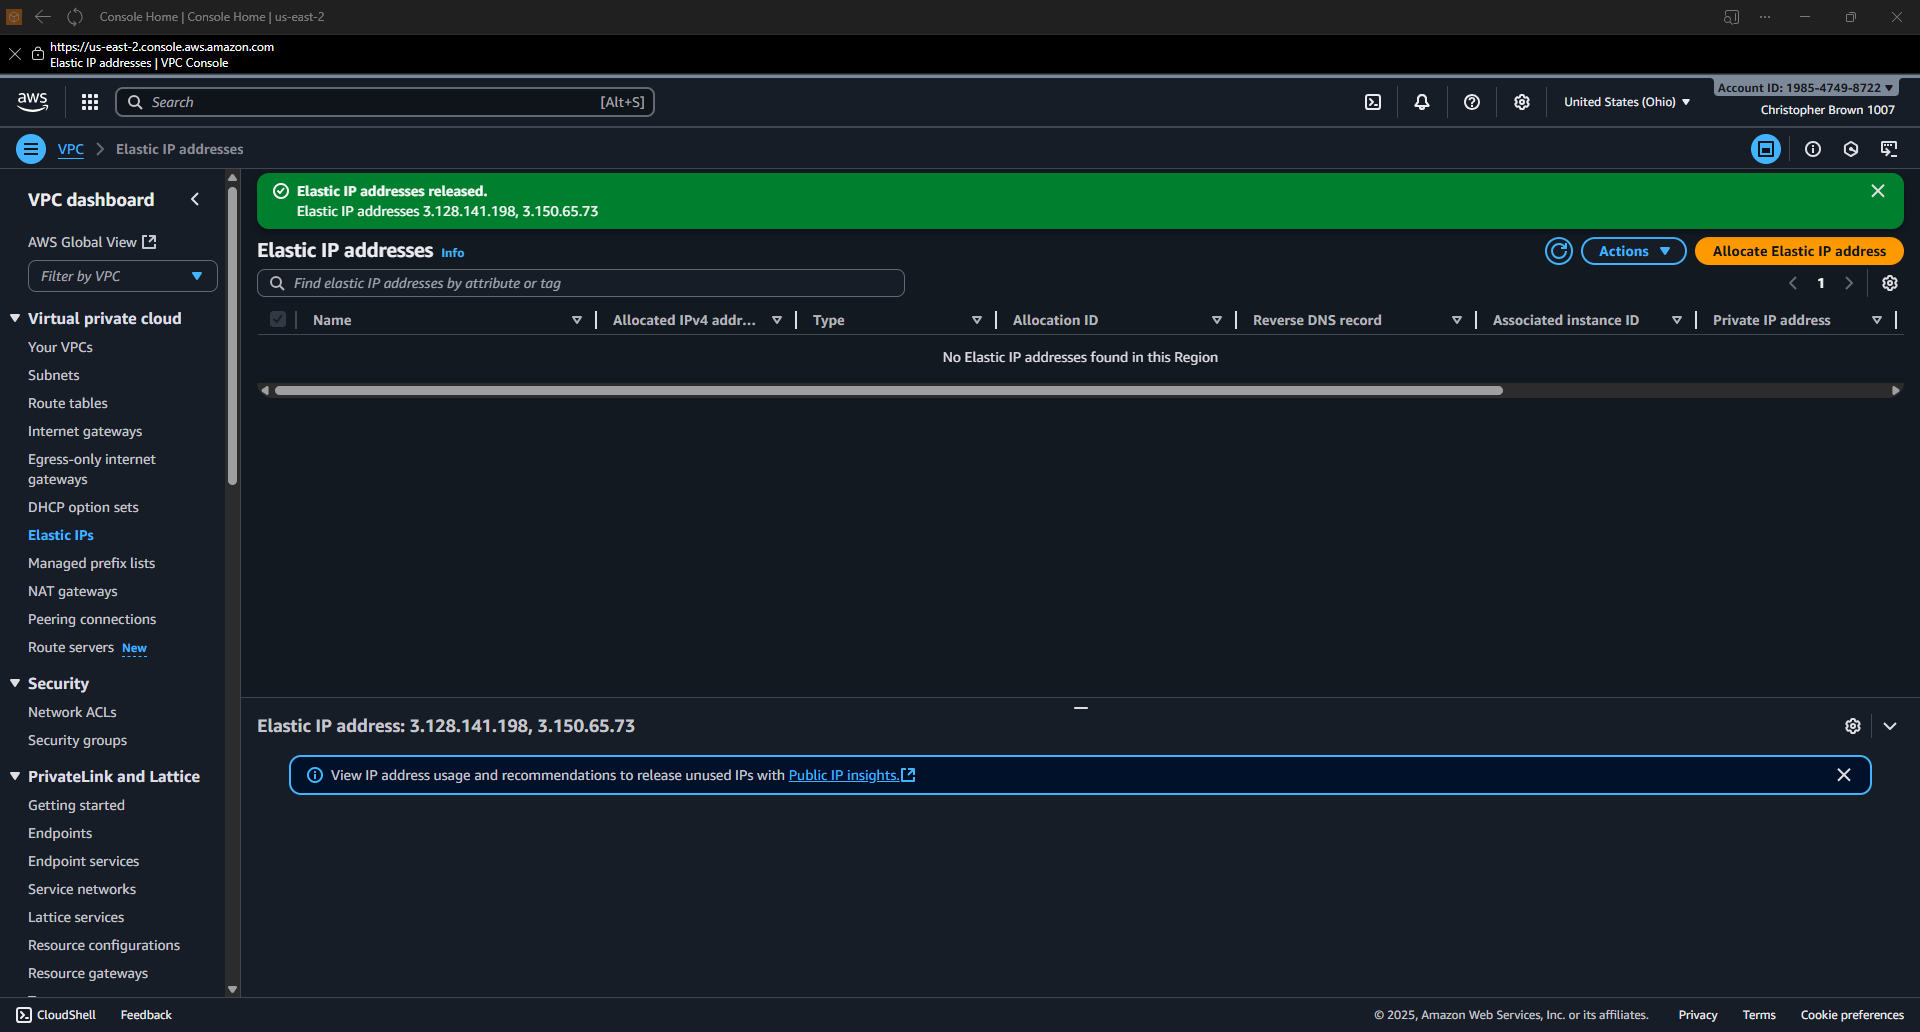 Console Home | Console Home | us-east-2
https://us-east-2.console.aws.amazon.com
Elastic IP addresses | VPC Console
aws
Search
[Alt+S]
United States (Ohio)
Account ID: 1985-4749-8722
Christopher Brown 1007
VPC
Elastic IP addresses
VPC dashboard
AWS Global View
Filter by VPC
Virtual private cloud
Your VPCs
Subnets
Route tables
Internet gateways
Egress-only internet
gateways
DHCP option sets
Elastic IPs
Managed prefix lists
NAT gateways
Peering connections
Route servers New
Security
Network ACLs
Security groups
PrivateLink and Lattice
Getting started
Endpoints
Endpoint services
Service networks
Lattice services
Resource configurations
Resource gateways
Elastic IP addresses released.
Elastic IP addresses 3.128.141.198, 3.150.65.73
Elastic IP addresses Info
Actions
Allocate Elastic IP address
Find elastic IP addresses by attribute or tag
1
Name
Allocated IPv4 addr...
Type
Allocation ID
Reverse DNS record
Associated instance ID
Private IP address
No Elastic IP addresses found in this Region
Elastic IP address: 3.128.141.198, 3.150.65.73
View IP address usage and recommendations to release unused IPs with Public IP insights.
CloudShell
Feedback
© 2025, Amazon Web Services, Inc. or its affiliates.
Privacy
Terms
Cookie preferences